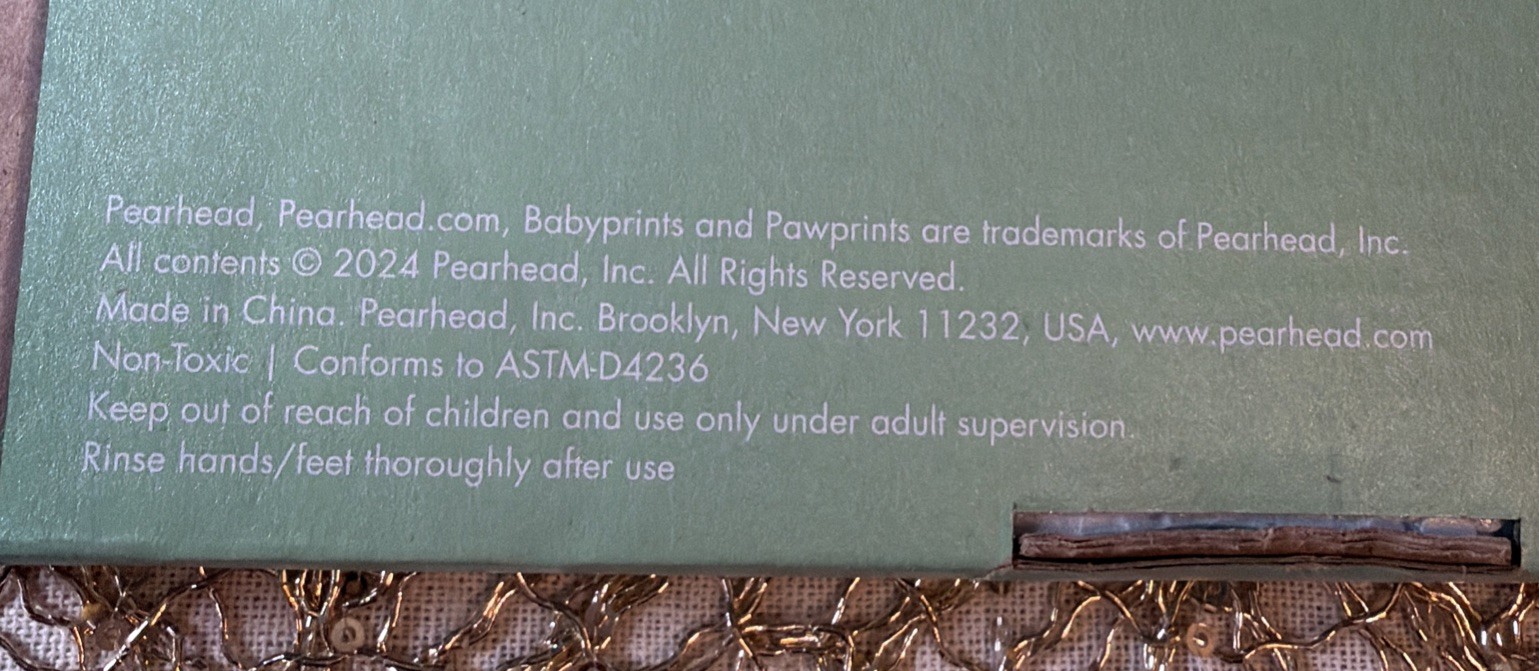 Pearhead, Pearhead.com, Babyprints and Pawprints are trademarks of Pearhead, Inc.
All contents © 2024 Pearhead, Inc. All Rights Reserved.
Made in China. Pearhead, Inc. Brooklyn, New York 11232, USA, www.pearhead.com
Non-Toxic | Conforms to ASTM-D4236
Keep out of reach of children and use only under adult supervision.
Rinse hands/feet thoroughly after use